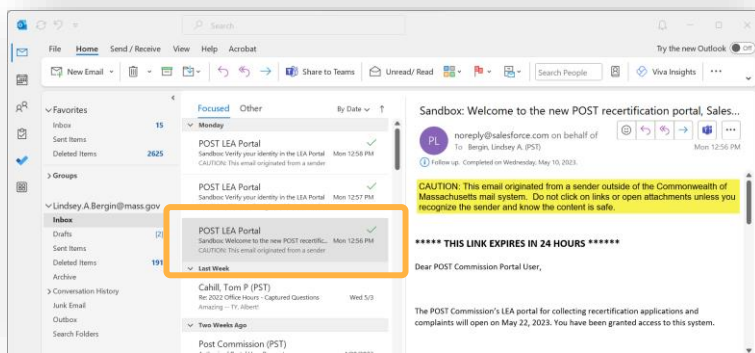 Search
File Home Send / Receive View Help Acrobat
Try the new Outlook Off
New Email Share to Teams Unread/ Read Search People Viva Insights
Favorites
Inbox 15
Sent Items
Deleted Items 2625
Groups
Lindsey.A.Bergin@mass.gov
Inbox
Drafts [2]
Sent Items
Deleted Items 191
Archive
Conversation History
Junk Email
Outbox
Search Folders
Focused Other By Date
Monday
POST LEA Portal
Sandbox: Verify your identity in the LEA Portal Mon 12:58 PM
CAUTION: This email originated from a sender
POST LEA Portal
Sandbox: Verify your identity in the LEA Portal Mon 12:57 PM
POST LEA Portal
Sandbox: Welcome to the new POST recertific... Mon 12:56 PM
CAUTION: This email originated from a sender
Last Week
Cahill, Tom P (PST)
Re: 2022 Office Hours - Captured Questions Wed 5/3
Amazing -- TY, Albert!
Two Weeks Ago
Post Commission (PST)
Sandbox: Welcome to the new POST recertification portal, Sales...
PL
noreply@salesforce.com on behalf of
To Bergin, Lindsey A. (PST)
Mon 12:56 PM
Follow up. Completed on Wednesday, May 10, 2023.
CAUTION: This email originated from a sender outside of the Commonwealth of
Massachusetts mail system. Do not click on links or open attachments unless you
recognize the sender and know the content is safe.
***** THIS LINK EXPIRES IN 24 HOURS ******
Dear POST Commission Portal User,
The POST Commission's LEA portal for collecting recertification applications and
complaints will open on May 22, 2023. You have been granted access to this system.